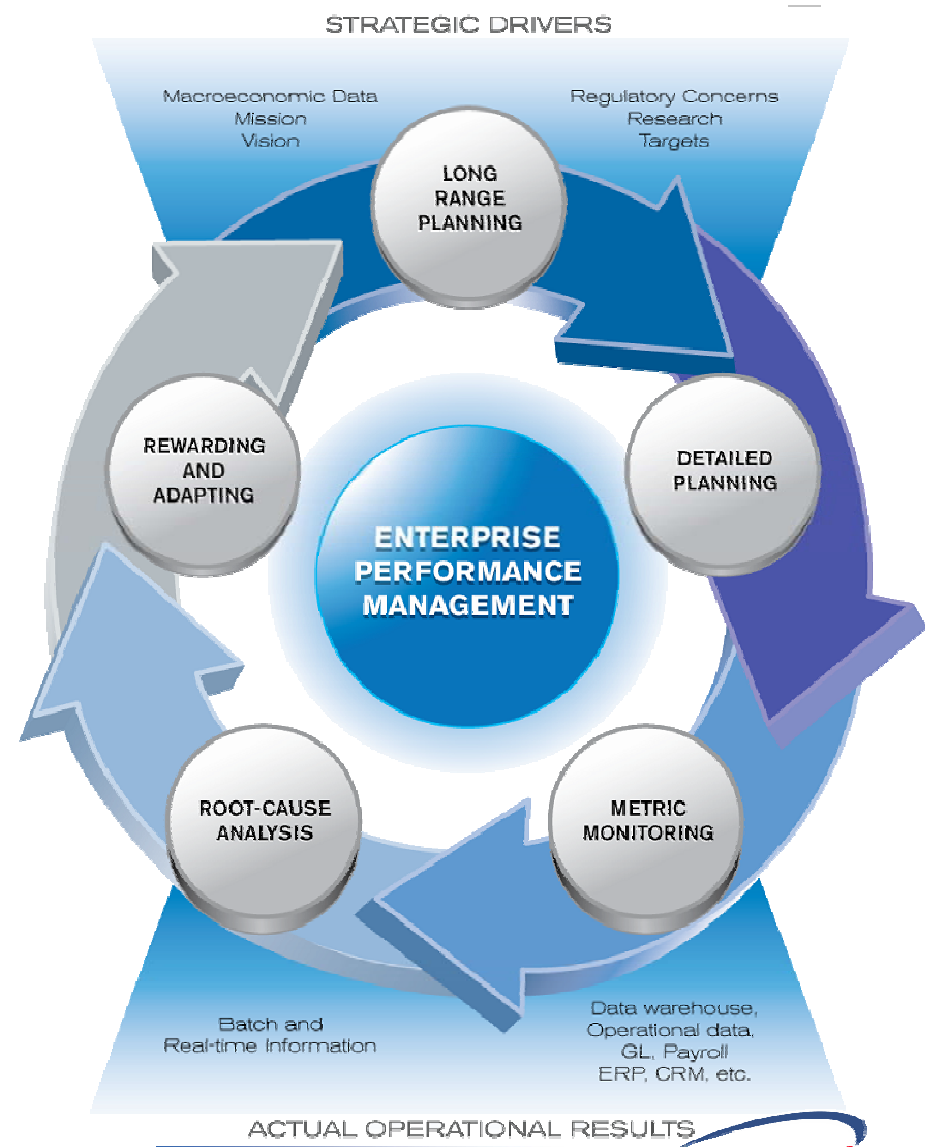 STRATEGIC DRIVERS
Macroeconomic Data
Mission
Vision
Regulatory Concerns
Research
Targets
LONG
RANGE
PLANNING
REWARDING
AND
ADAPTING
DETAILED
PLANNING
ENTERPRISE
PERFORMANCE
MANAGEMENT
ROOT-CAUSE
ANALYSIS
METRIC
MONITORING
Batch and
Real-time Information
Data warehouse,
Operational data,
GL, Payroll
ERP, CRM, etc.
ACTUAL OPERATIONAL RESULTS